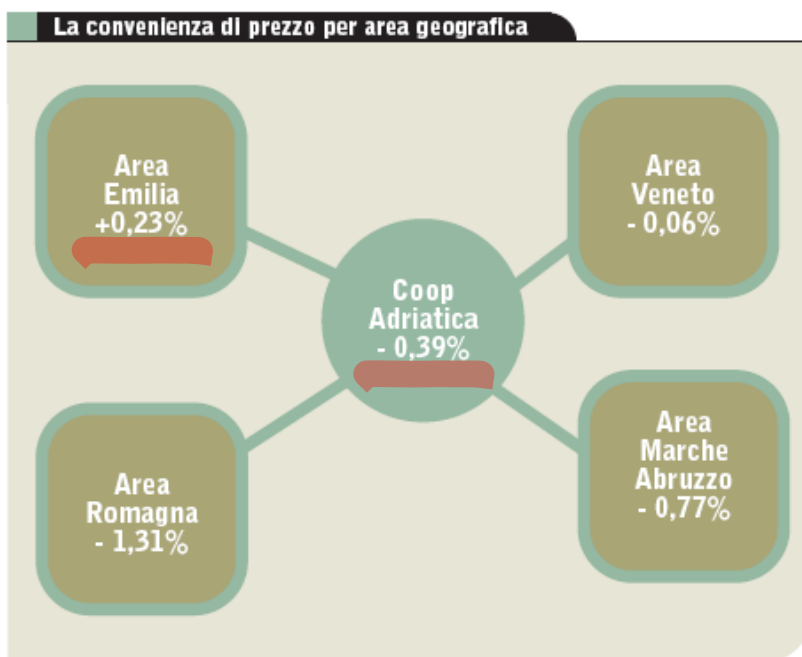 La convenienza di prezzo per area geografica
Area
Emilia
+0,23%
Area
Veneto
- 0,06%
Coop
Adriatica
- 0,39%
Area
Romagna
- 1,31%
Area
Marche
Abruzzo
- 0,77%